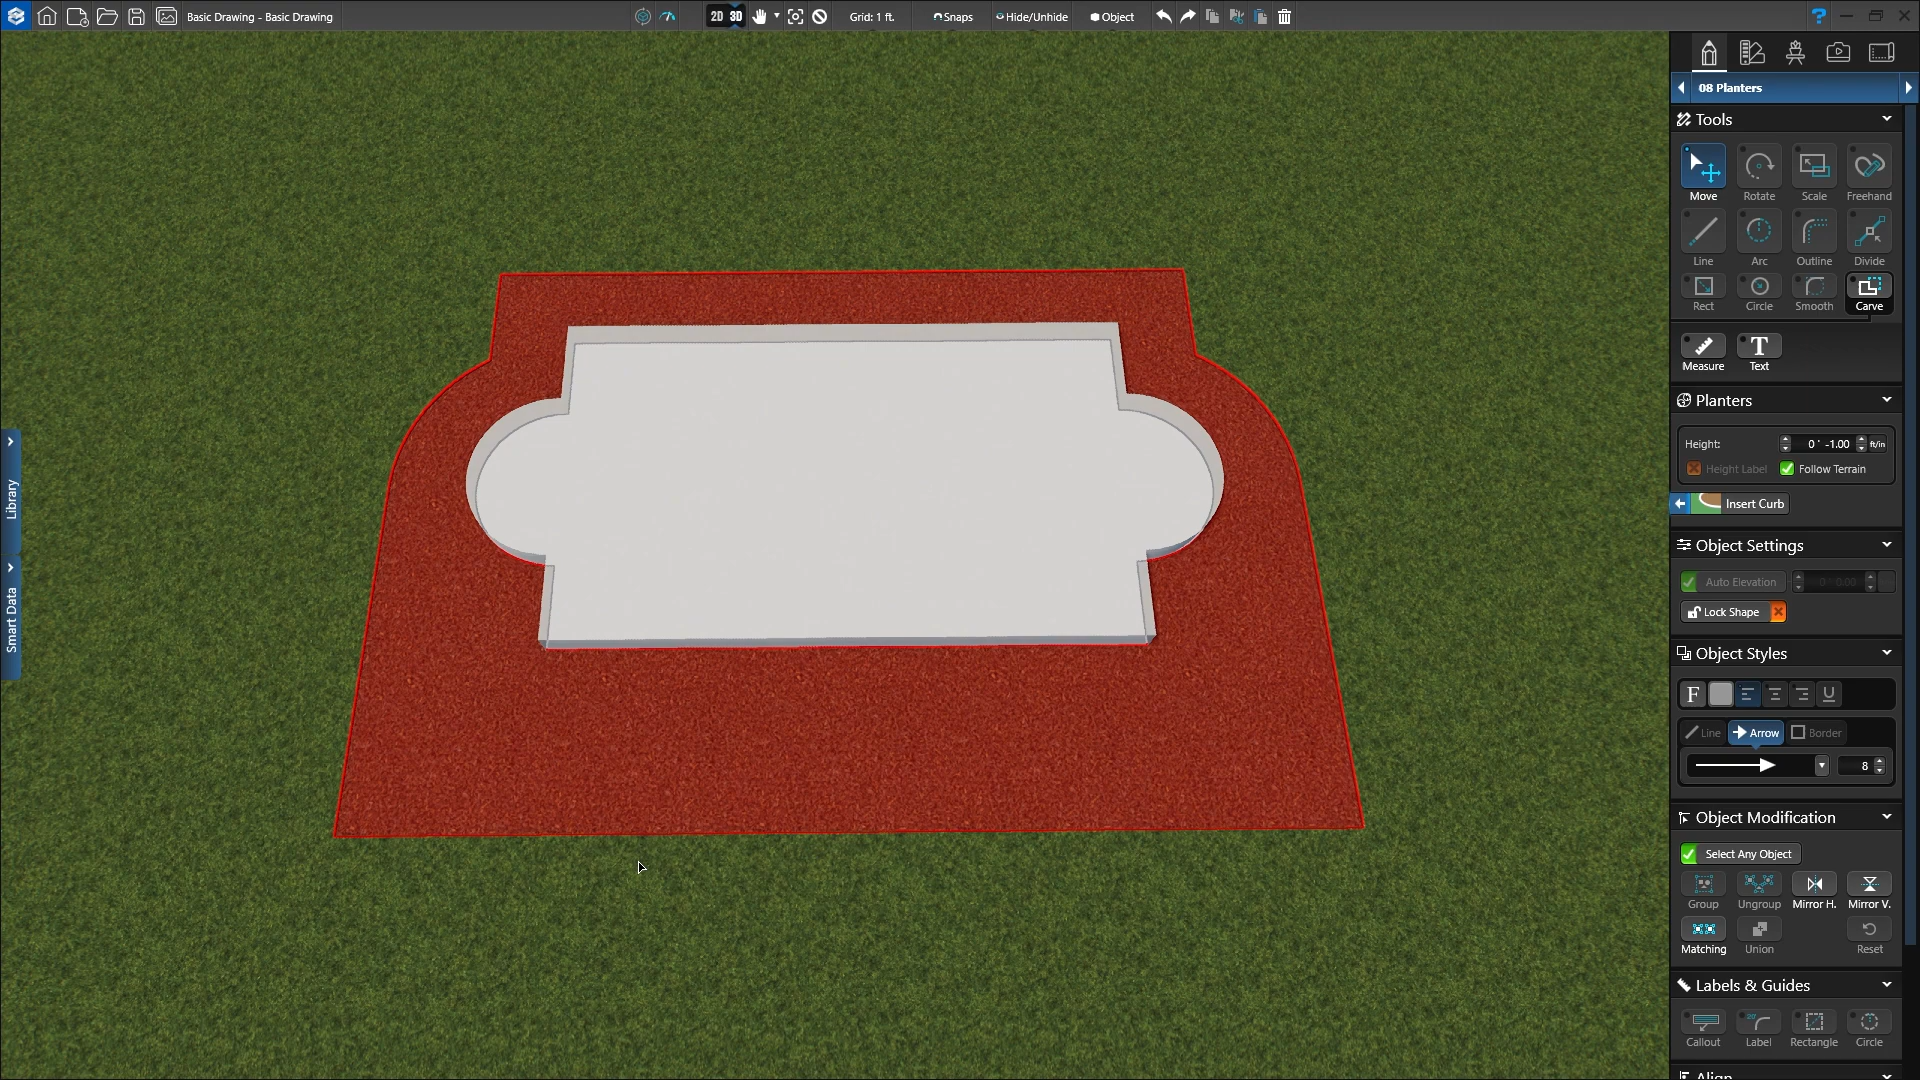 Basic Drawing - Basic Drawing
2D 3D
Grid: 1 ft.
Snaps
Hide/Unhide
Object
?
08 Planters
Tools
Move Rotate Scale Freehand
Line Arc Outline Divide
Rect Circle Smooth Carve
T
Measure Text
Planters
Height: 0 ' -1.00 ft/in
Height Label Follow Terrain
Insert Curb
Object Settings
Auto Elevation
Lock Shape
Object Styles
F U
Line Arrow Border
8
Object Modification
Select Any Object
Group Ungroup Mirror H. Mirror V.
Matching Union Reset
Labels & Guides
Callout Label Rectangle Circle
Align
Library
Smart Data